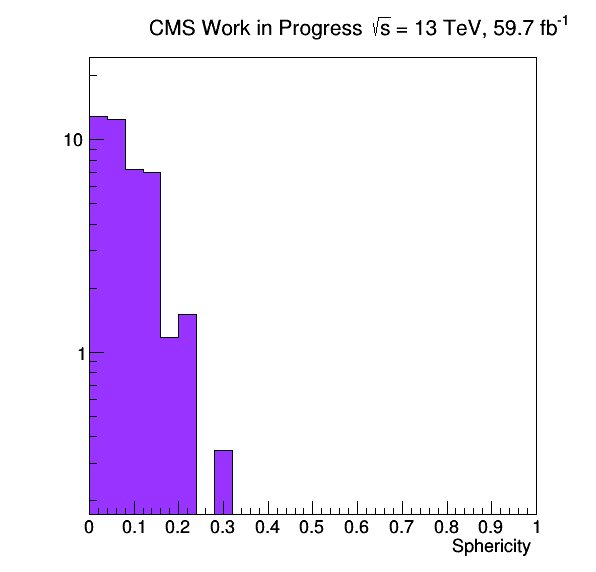 CMS Work in Progress √s = 13 TeV, 59.7 fb⁻¹
10
1
0 0.1 0.2 0.3 0.4 0.5 0.6 0.7 0.8 0.9 1
Sphericity